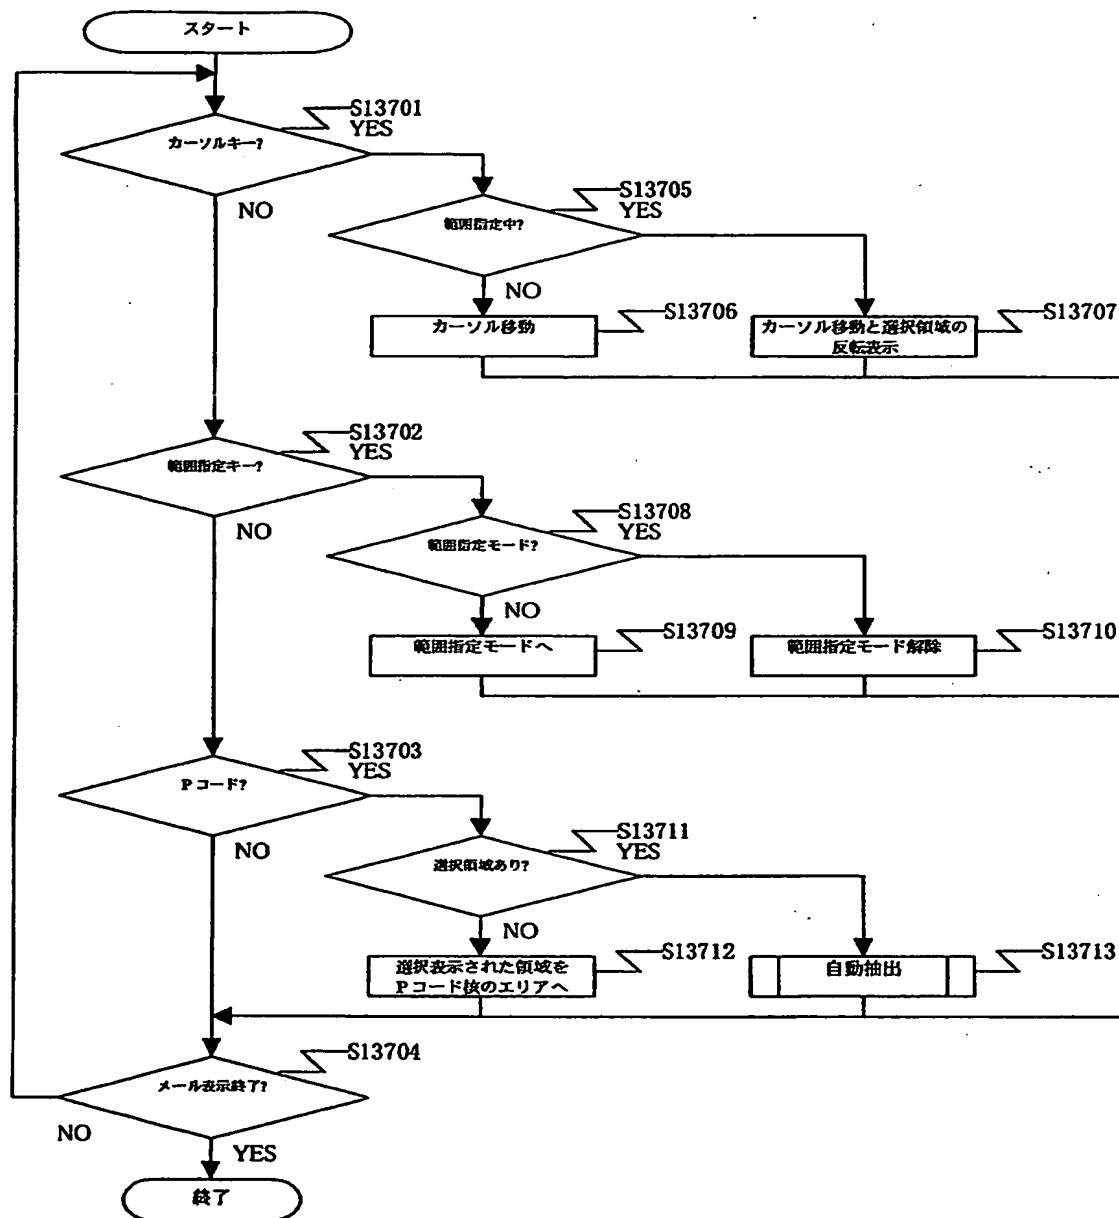 スタート
S13701
YES
カーソルキー?
NO
S13705
YES
範囲指定中?
NO
カーソル移動
S13706
カーソル移動と選択領域の
反転表示
S13707
S13702
YES
範囲指定キー?
NO
S13708
YES
範囲指定モード?
NO
範囲指定モードへ
S13709
範囲指定モード解除
S13710
S13703
YES
Pコード?
NO
S13711
YES
選択領域あり?
NO
選択表示された領域を
Pコード核のエリアへ
S13712
自動抽出
S13713
S13704
メール表示終了?
NO
YES
終了